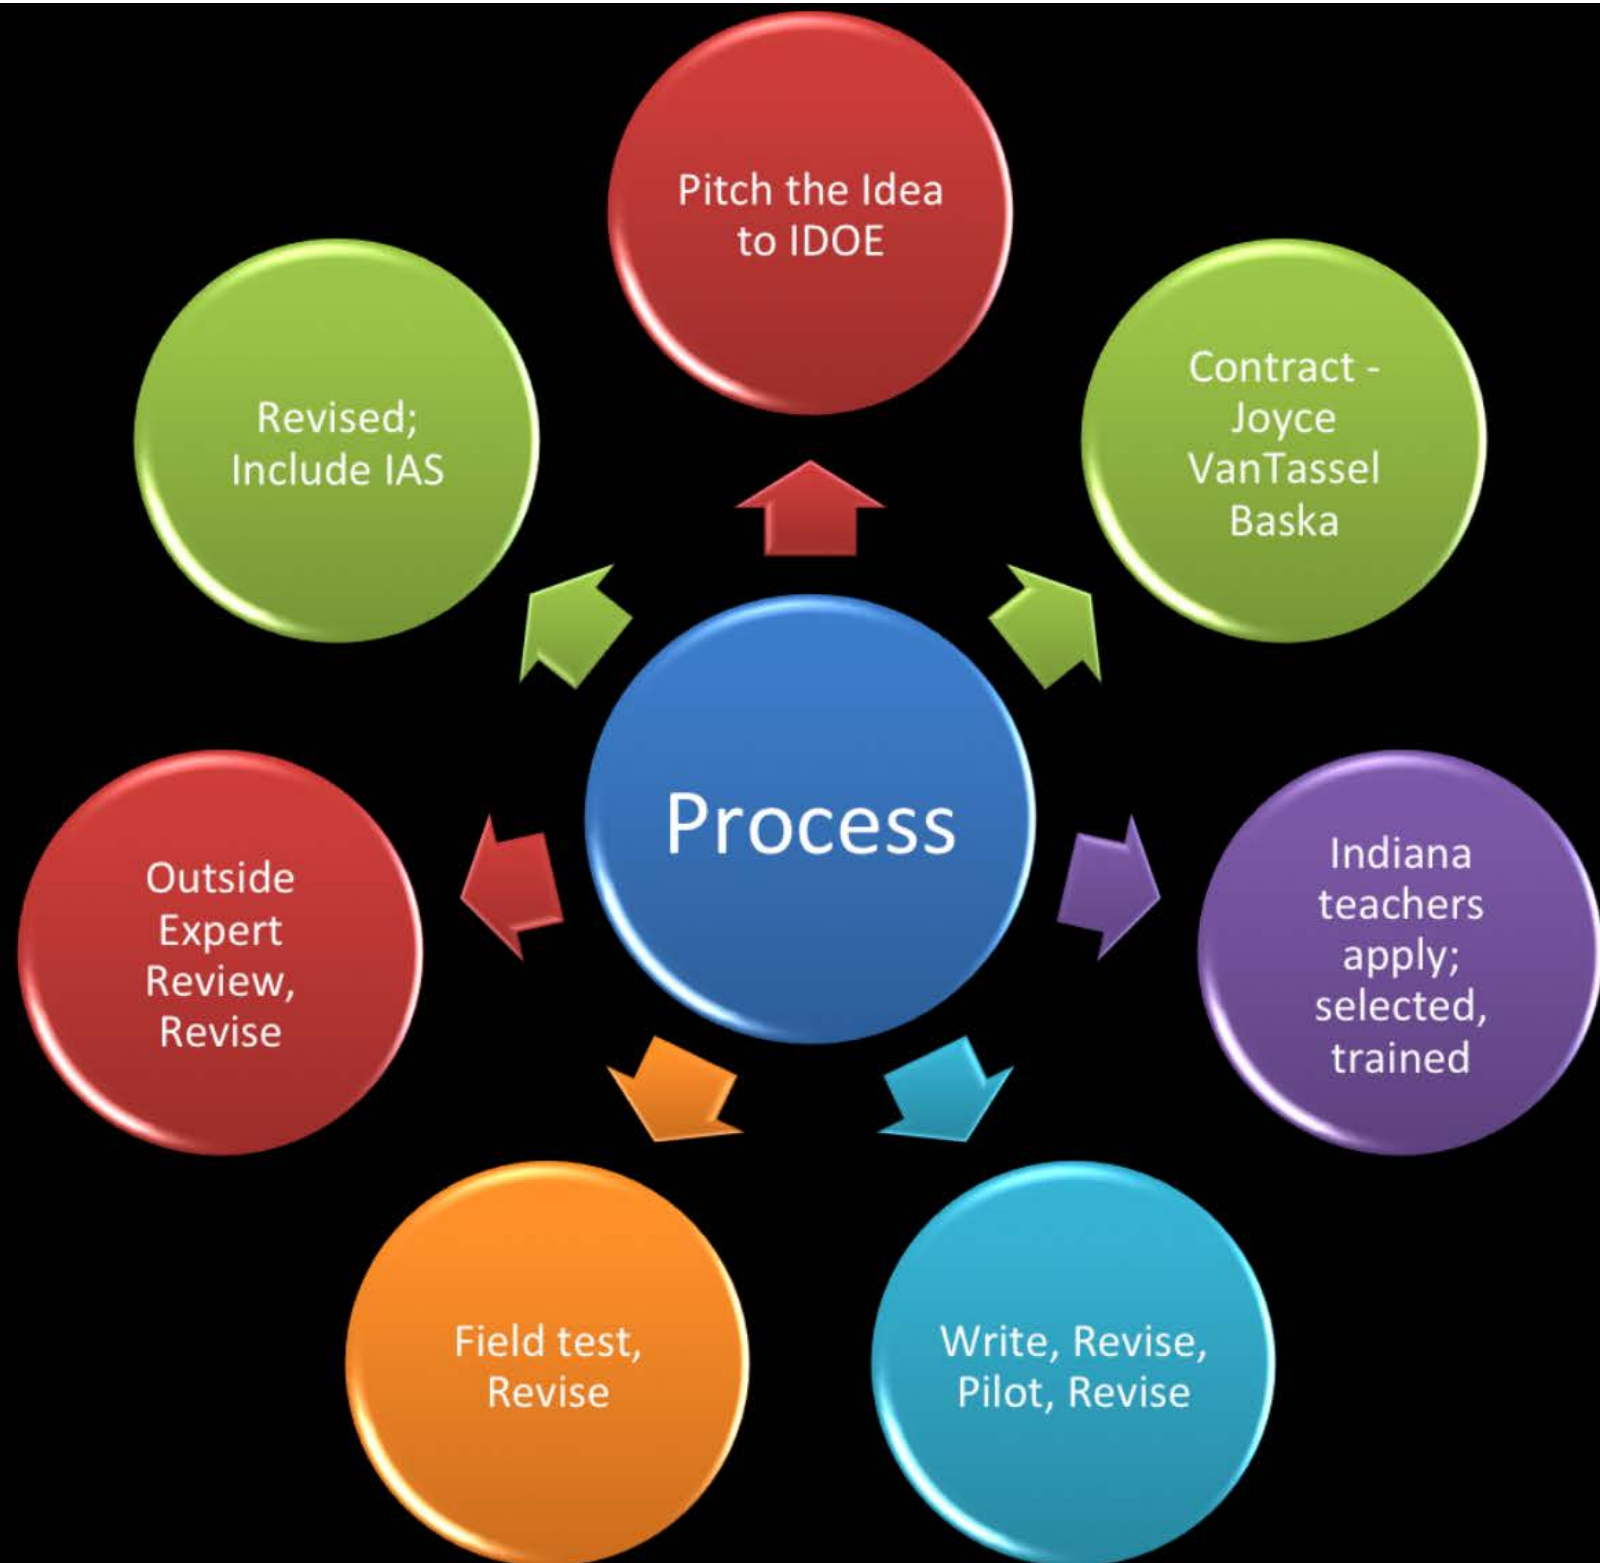 Pitch the Idea
to IDOE
Contract -
Joyce
VanTassel
Baska
Indiana
teachers
apply;
selected,
trained
Write, Revise,
Pilot, Revise
Field test,
Revise
Outside
Expert
Review,
Revise
Revised;
Include IAS
Process